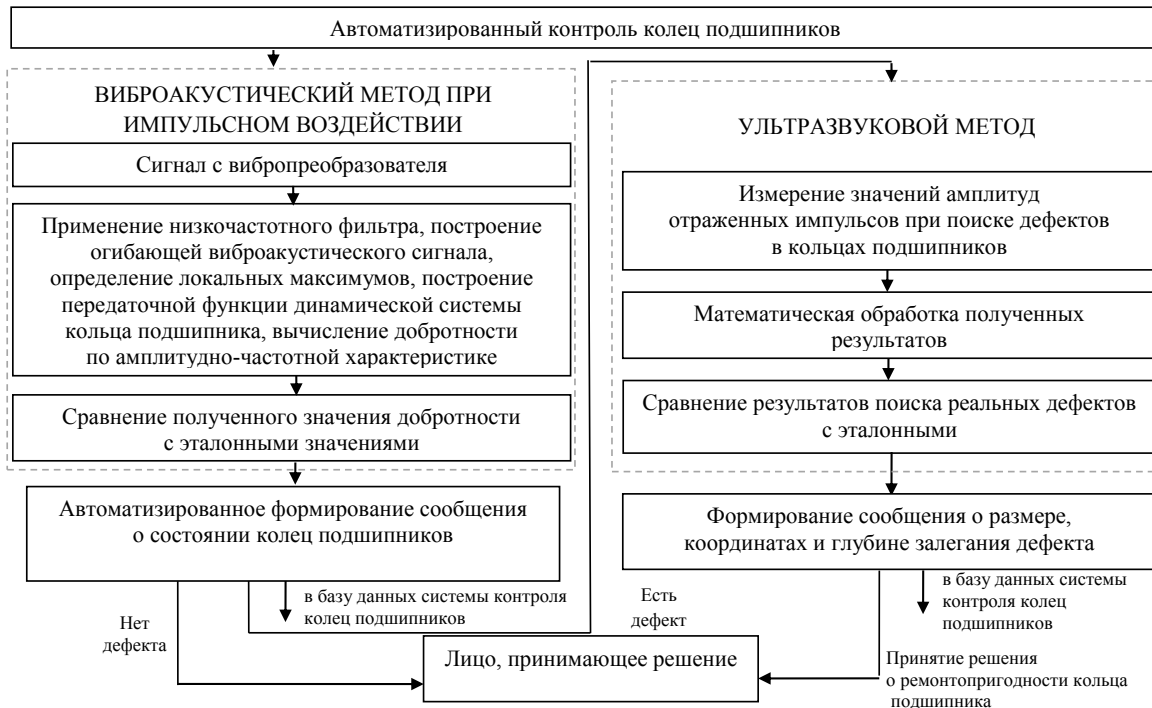 Автоматизированный контроль колец подшипников
ВИБРОАКУСТИЧЕСКИЙ МЕТОД ПРИ
ИМПУЛЬСНОМ ВОЗДЕЙСТВИИ
Сигнал с вибропреобразователя
Применение низкочастотного фильтра, построение
огибающей виброакустического сигнала,
определение локальных максимумов, построение
передаточной функции динамической системы
кольца подшипника, вычисление добротности
по амплитудно-частотной характеристике
Сравнение полученного значения добротности
с эталонными значениями
Автоматизированное формирование сообщения
о состоянии колец подшипников
в базу данных системы контроля
колец подшипников
Нет
дефекта
УЛЬТРАЗВУКОВОЙ МЕТОД
Измерение значений амплитуд
отраженных импульсов при поиске дефектов
в кольцах подшипников
Математическая обработка полученных
результатов
Сравнение результатов поиска реальных дефектов
с эталонными
Формирование сообщения о размере,
координатах и глубине залегания дефекта
в базу данных системы
контроля колец
подшипников
Есть
дефект
Лицо, принимающее решение
Принятие решения
о ремонтопригодности кольца
подшипника